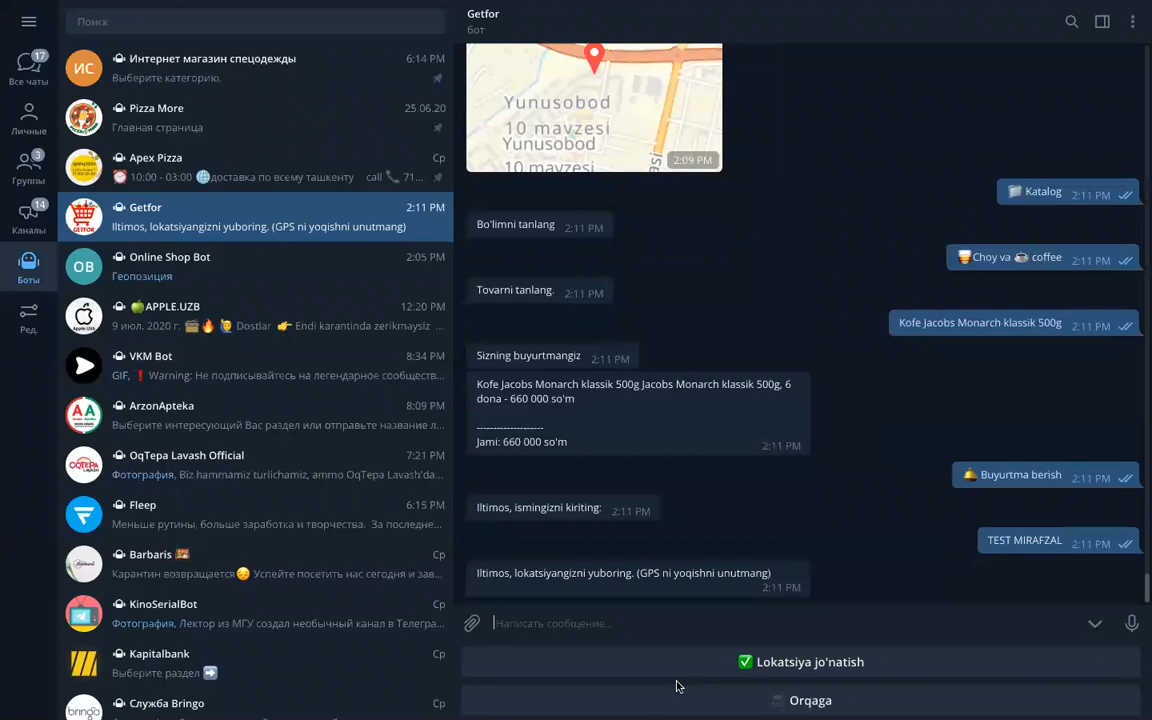 Поиск
17
Все чаты
Личные
3
Группы
14
Каналы
Боты
Ред.
ИС
Интернет магазин спецодежды
6:14 PM
Выберите категорию.
Pizza More
25.06.20
Главная страница
Apex Pizza
Ср
⏰ 10:00 - 03:00 🌐доставка по всему ташкенту call 📞 71...
GETFOR
Getfor
2:11 PM
Iltimos, lokatsiyangizni yuboring. (GPS ni yoqishni unutmang)
OB
Online Shop Bot
2:05 PM
Геопозиция
Apple Uzb
🍏APPLE.UZB
12:20 PM
9 июл. 2020 г. 📻🔥 🙋‍♂️ Dostlar 👉 Endi karantinda zerikmaysiz ...
VKM Bot
8:34 PM
GIF, ❗ Warning: Не подписывайтесь на легендарное сообществ...
ArzonApteka
8:09 PM
Выберите интересующий Вас раздел или отправьте название л...
OQTEPA
OqTepa Lavash Official
7:21 PM
Фотография, Biz hammamiz turlichamiz, ammo OqTepa Lavash'da...
Fleep
6:15 PM
Меньше рутины, больше заработка и творчества. За последне...
Barbaris 🍱
Ср
Карантин возвращается😔 Успейте посетить нас сегодня и зав...
KinoSerialBot
Ср
Фотография, Лектор из МГУ создал необычный канал в Телегра...
Kapitalbank
Ср
Выберите раздел ➡️
bringo
Служба Bringo
Ср
Getfor
бот
Yunusobod
10 mavzesi
Yunusobod
10 mavzesi
2:09 PM
📁 Katalog 2:11 PM
Bo'limni tanlang 2:11 PM
🍺Choy va ☕ coffee 2:11 PM
Tovarni tanlang. 2:11 PM
Kofe Jacobs Monarch klassik 500g 2:11 PM
Sizning buyurtmangiz 2:11 PM
Kofe Jacobs Monarch klassik 500g Jacobs Monarch klassik 500g, 6
dona - 660 000 so'm
--------------------
Jami: 660 000 so'm
2:11 PM
🛎 Buyurtma berish 2:11 PM
Iltimos, ismingizni kiriting: 2:11 PM
TEST MIRAFZAL 2:11 PM
Iltimos, lokatsiyangizni yuboring. (GPS ni yoqishni unutmang)
2:11 PM
Написать сообщение...
✅ Lokatsiya jo'natish
Orqaga